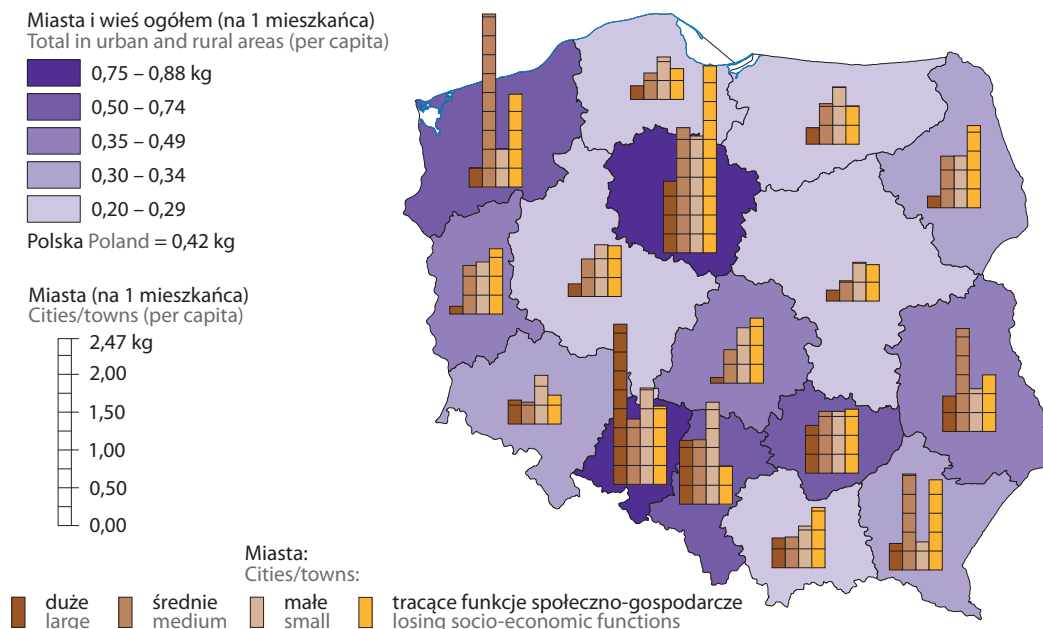 Miasta i wieś ogółem (na 1 mieszkańca)
Total in urban and rural areas (per capita)
0,75 – 0,88 kg
0,50 – 0,74
0,35 – 0,49
0,30 – 0,34
0,20 – 0,29
Polska Poland = 0,42 kg
Miasta (na 1 mieszkańca)
Cities/towns (per capita)
2,47 kg
2,00
1,50
1,00
0,50
0,00
Miasta:
Cities/towns:
duże
large
średnie
medium
małe
small
tracące funkcje społeczno-gospodarcze
losing socio-economic functions